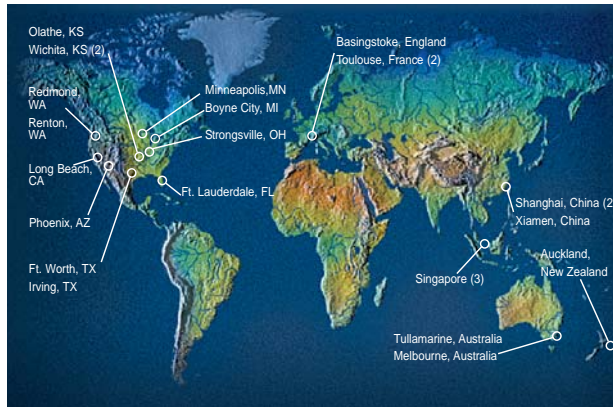 Olathe, KS
Wichita, KS (2)
Redmond,
WA
Renton,
WA
Long Beach,
CA
Phoenix, AZ
Ft. Worth, TX
Irving, TX
Minneapolis,MN
Boyne City, MI
Strongsville, OH
Ft. Lauderdale, FL
Basingstoke, England
Toulouse, France (2)
Shanghai, China (2
Xiamen, China
Singapore (3)
Auckland,
New Zealand
Tullamarine, Australia
Melbourne, Australia